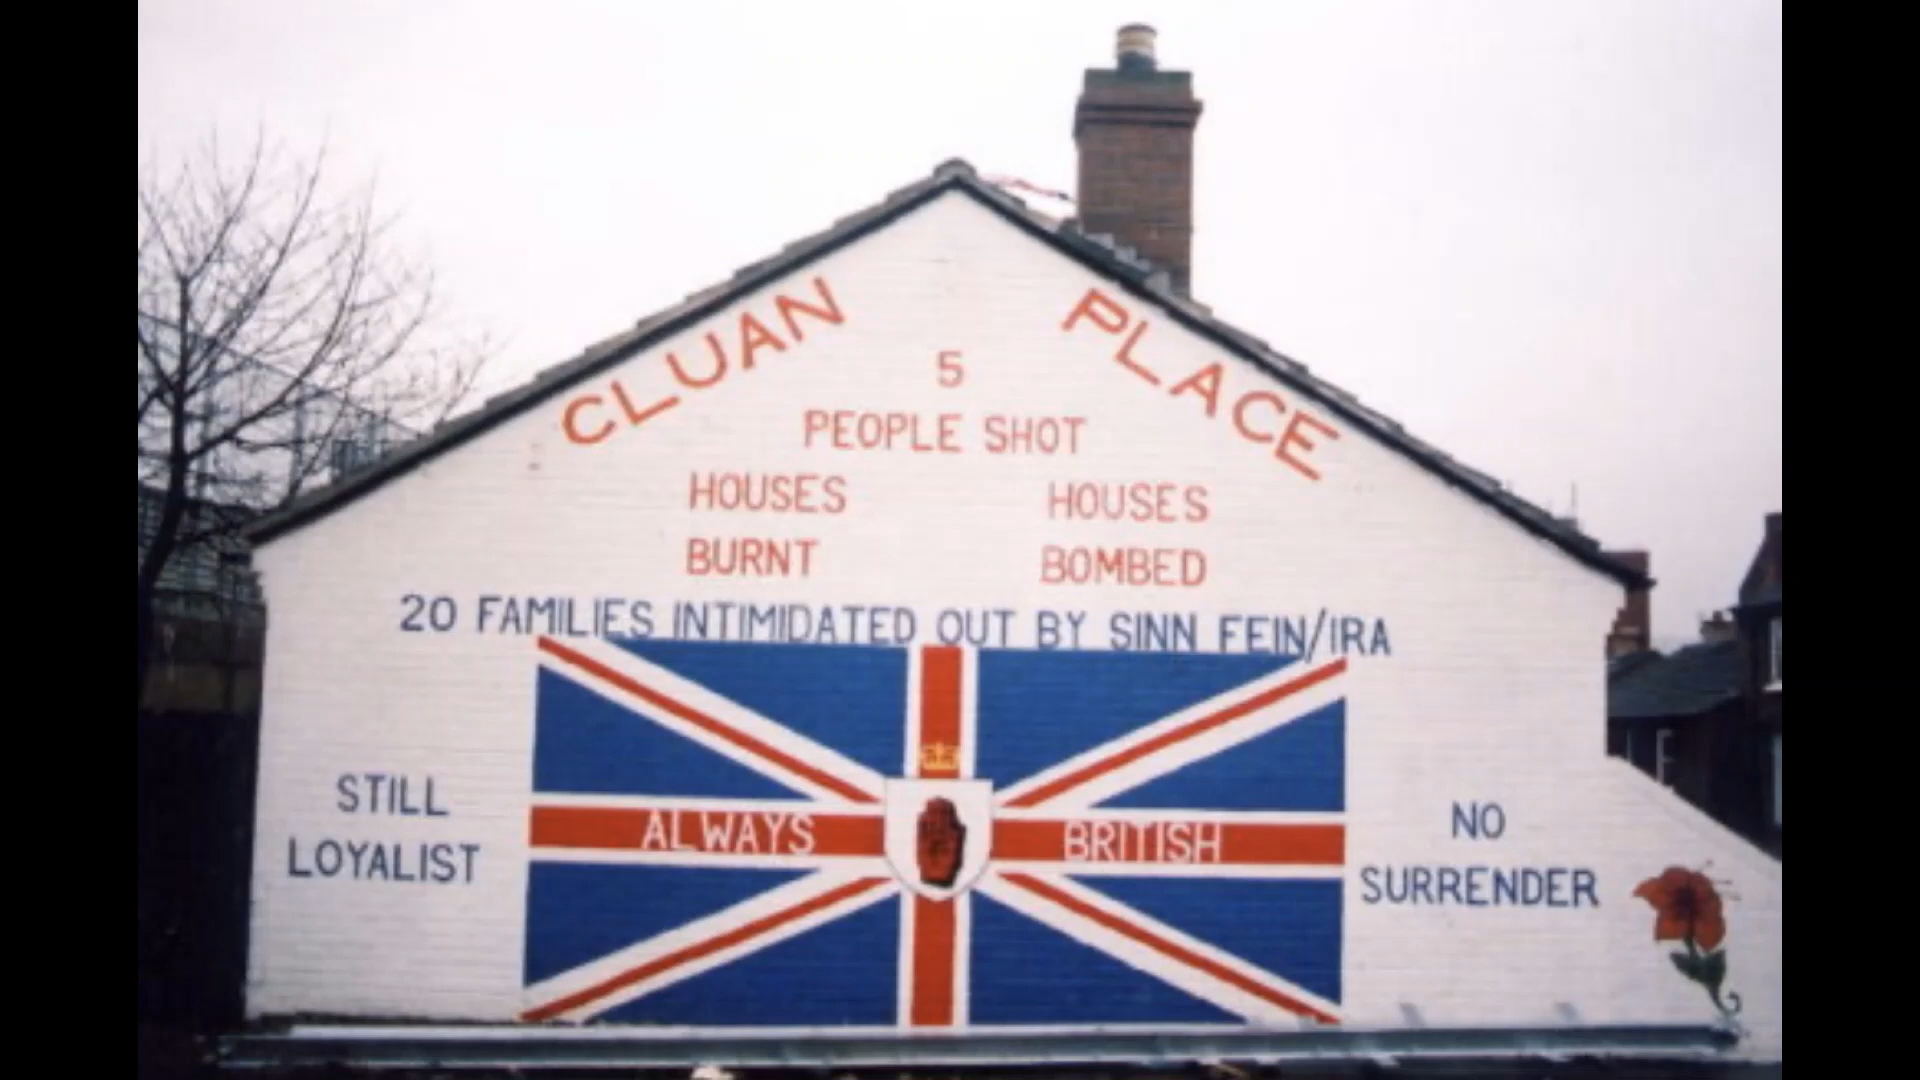 CLUAN PLACE
5
PEOPLE SHOT
HOUSES HOUSES
BURNT BOMBED
20 FAMILIES INTIMIDATED OUT BY SINN FEIN/IRA
STILL
LOYALIST
ALWAYS BRITISH
NO
SURRENDER